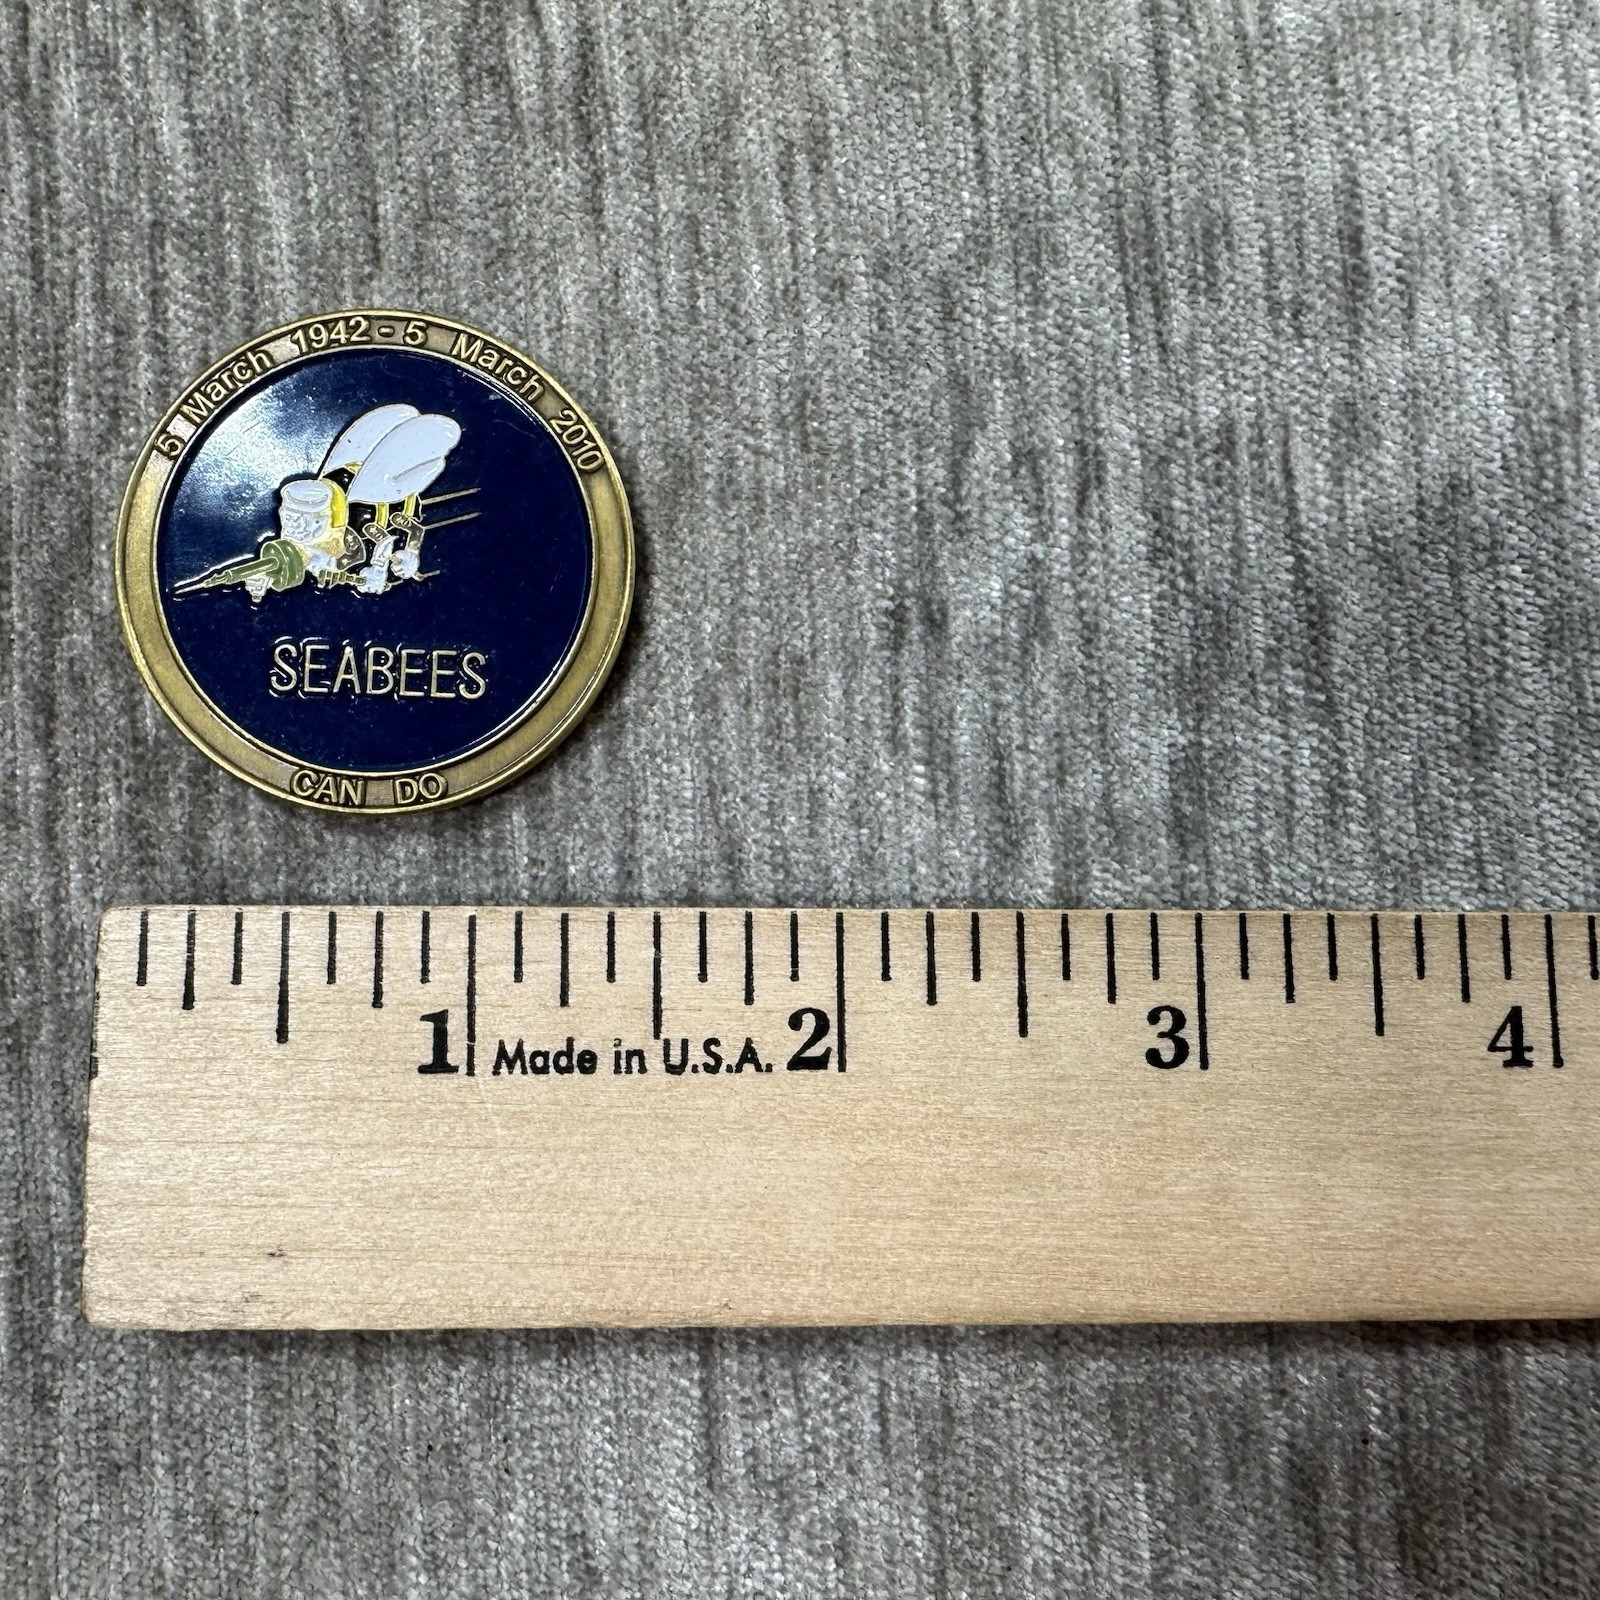 5 March 1942 - 5 March 2010
SEABEES
CAN DO
1 2 3 4
Made in U.S.A.